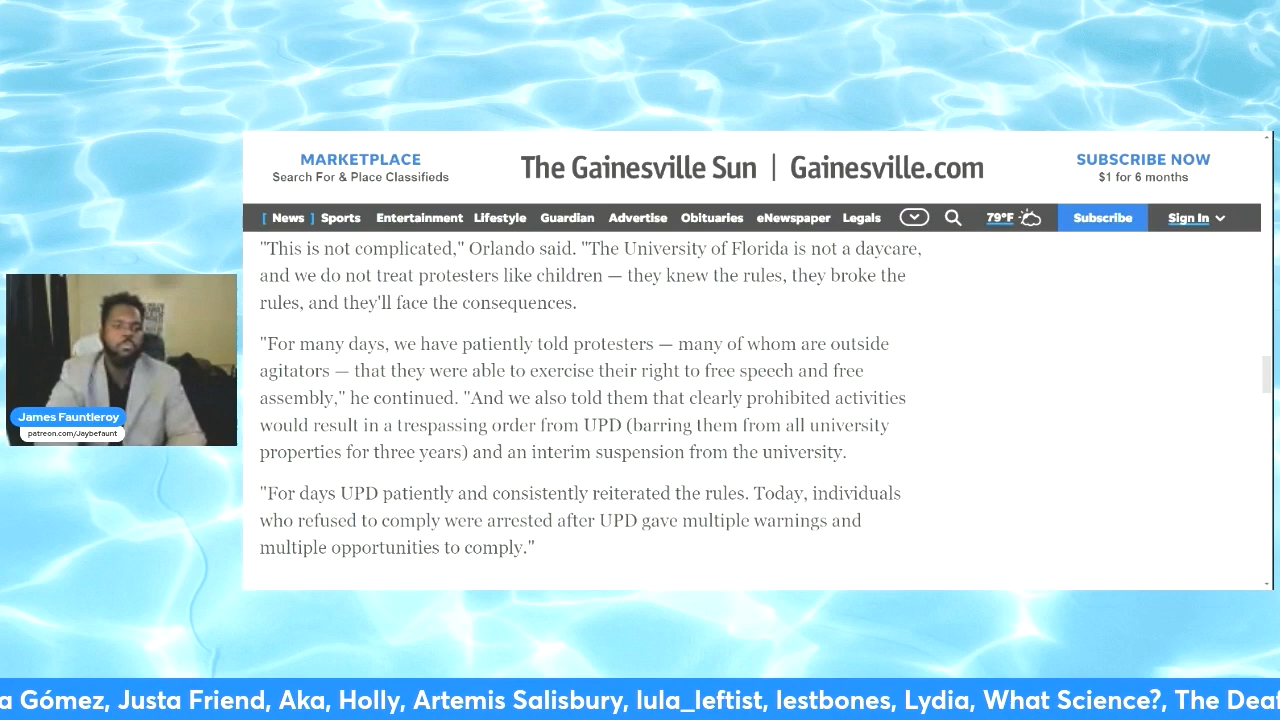 MARKETPLACE
Search For & Place Classifieds
The Gainesville Sun | Gainesville.com
SUBSCRIBE NOW
$1 for 6 months
[ News ] Sports Entertainment Lifestyle Guardian Advertise Obituaries eNewspaper Legals 79°F Subscribe Sign In
"This is not complicated," Orlando said. "The University of Florida is not a daycare,
and we do not treat protesters like children — they knew the rules, they broke the
rules, and they'll face the consequences.
"For many days, we have patiently told protesters — many of whom are outside
agitators — that they were able to exercise their right to free speech and free
assembly," he continued. "And we also told them that clearly prohibited activities
would result in a trespassing order from UPD (barring them from all university
properties for three years) and an interim suspension from the university.
"For days UPD patiently and consistently reiterated the rules. Today, individuals
who refused to comply were arrested after UPD gave multiple warnings and
multiple opportunities to comply."
James Fauntleroy
patreon.com/Jaybefaunt
a Gómez, Justa Friend, Aka, Holly, Artemis Salisbury, lula_leftist, lestbones, Lydia, What Science?, The Dea